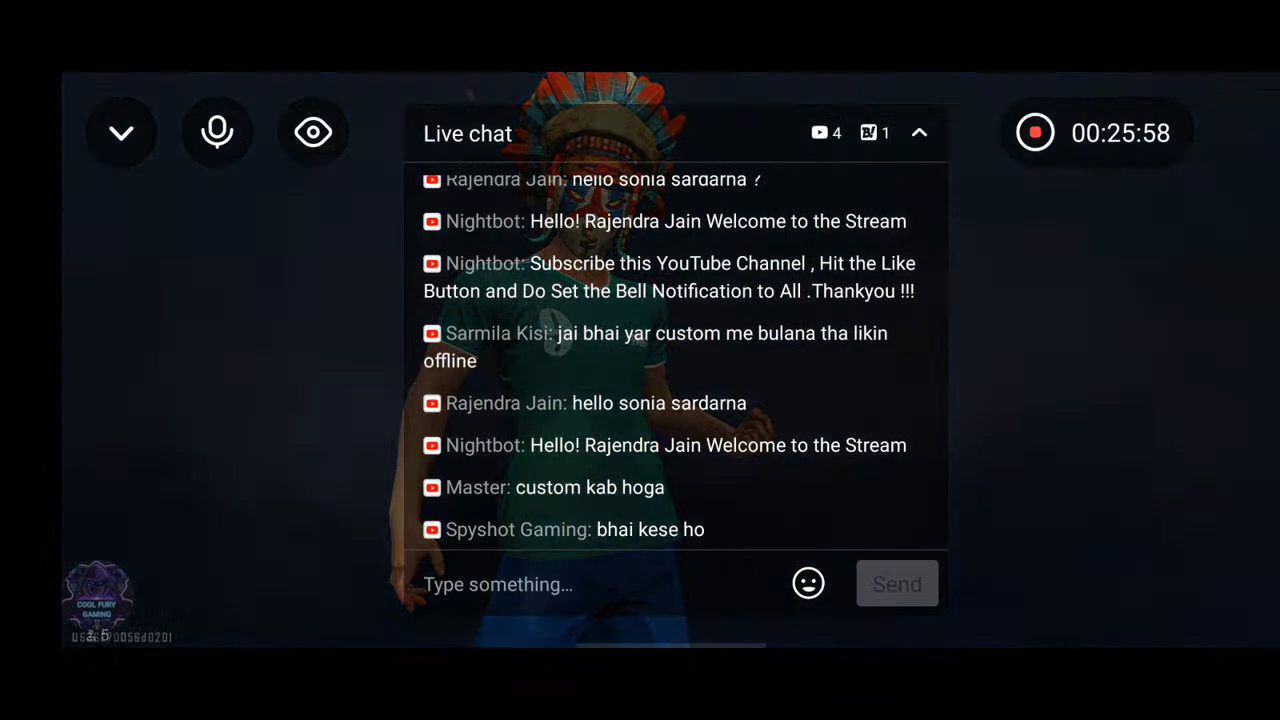 Live chat
4
1
00:25:58
Rajendra Jain: hello sonia sardarna ?
Nightbot: Hello! Rajendra Jain Welcome to the Stream
Nightbot: Subscribe this YouTube Channel , Hit the Like
Button and Do Set the Bell Notification to All .Thankyou !!!
Sarmila Kisi: jai bhai yar custom me bulana tha likin
offline
Rajendra Jain: hello sonia sardarna
Nightbot: Hello! Rajendra Jain Welcome to the Stream
Master: custom kab hoga
Spyshot Gaming: bhai kese ho
Type something...
Send
COOL FURY
GAMING